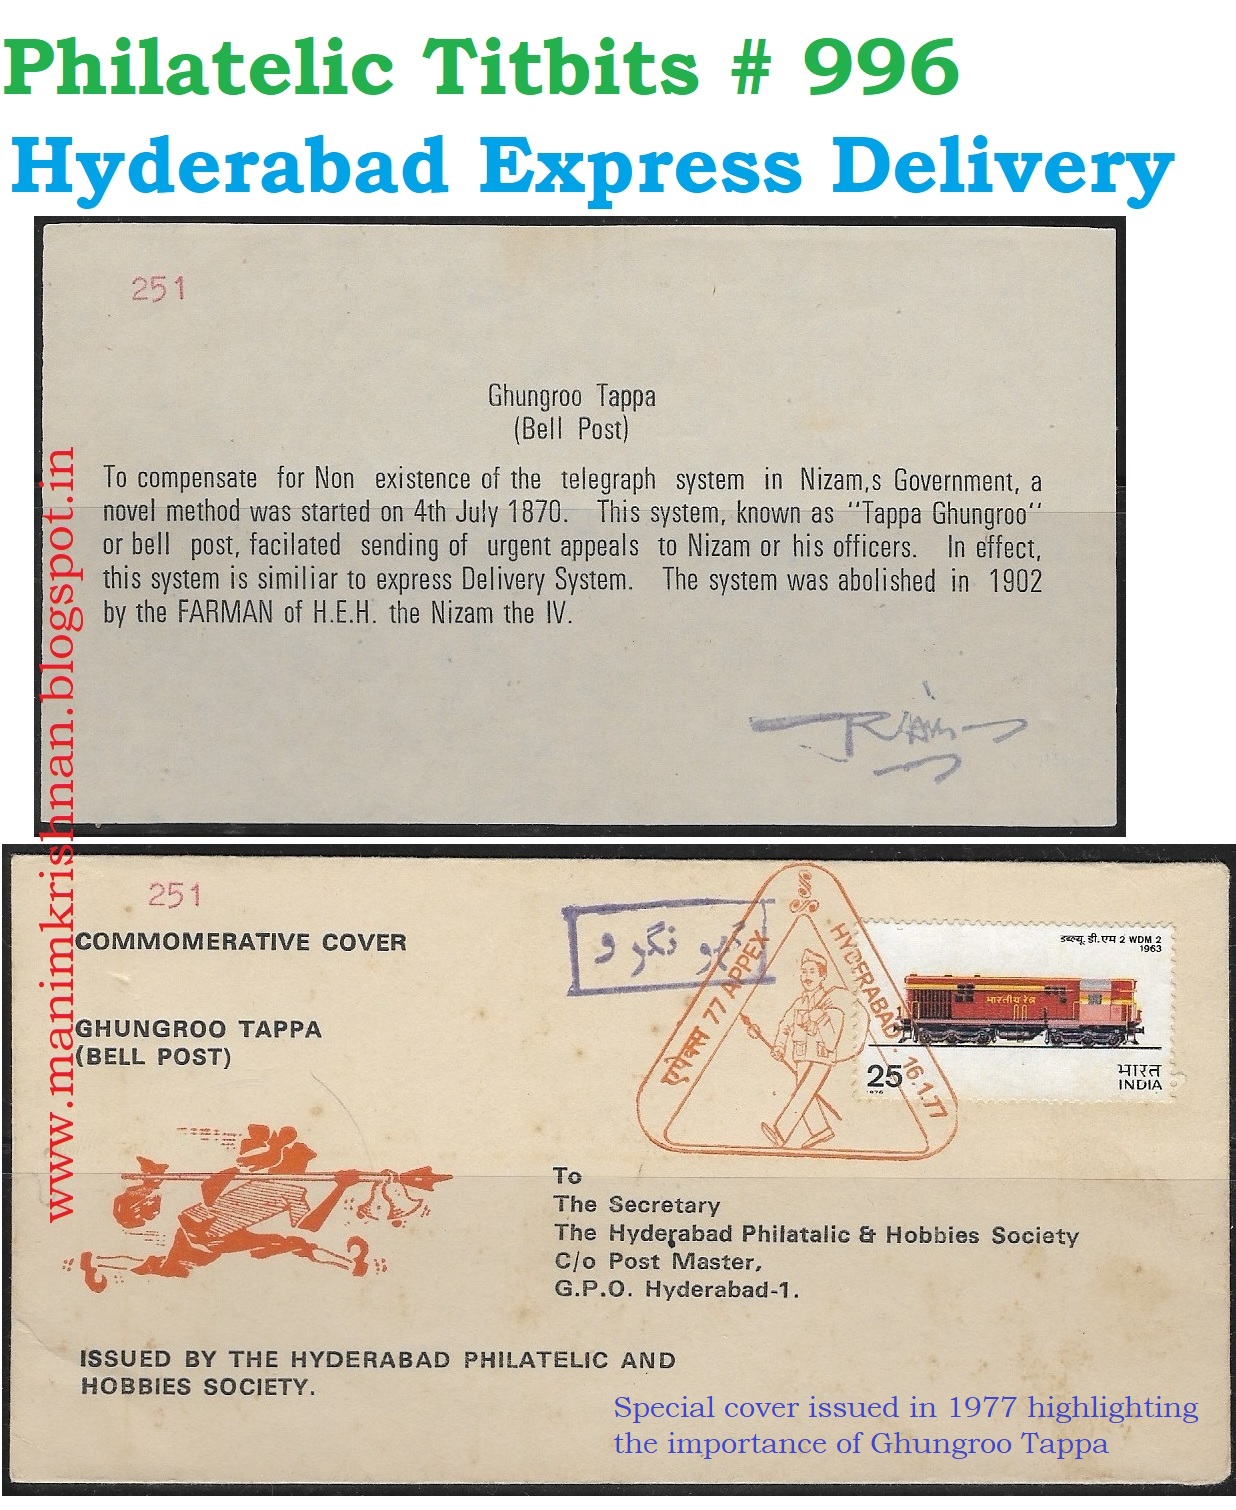 Philatelic Titbits # 996
Hyderabad Express Delivery
251
Ghungroo Tappa
(Bell Post)
To compensate for Non existence of the telegraph system in Nizam,s Government, a
novel method was started on 4th July 1870. This system, known as "Tappa Ghungroo"
or bell post, facilated sending of urgent appeals to Nizam or his officers. In effect,
this system is similiar to express Delivery System. The system was abolished in 1902
by the FARMAN of H.E.H. the Nizam the IV.
www.manimkrishnan.blogspot.in
251
COMMOMERATIVE COVER
GHUNGROO TAPPA
(BELL POST)
एपेक्स 77 APPEX
HYDERABAD - 16.1.77
डब्ल्यू. डी. एम 2 WDM 2
1963
भारतीय रेल
25
1976
भारत
INDIA
To
The Secretary
The Hyderabad Philatalic & Hobbies Society
C/o Post Master,
G.P.O. Hyderabad-1.
ISSUED BY THE HYDERABAD PHILATELIC AND
HOBBIES SOCIETY.
Special cover issued in 1977 highlighting
the importance of Ghungroo Tappa